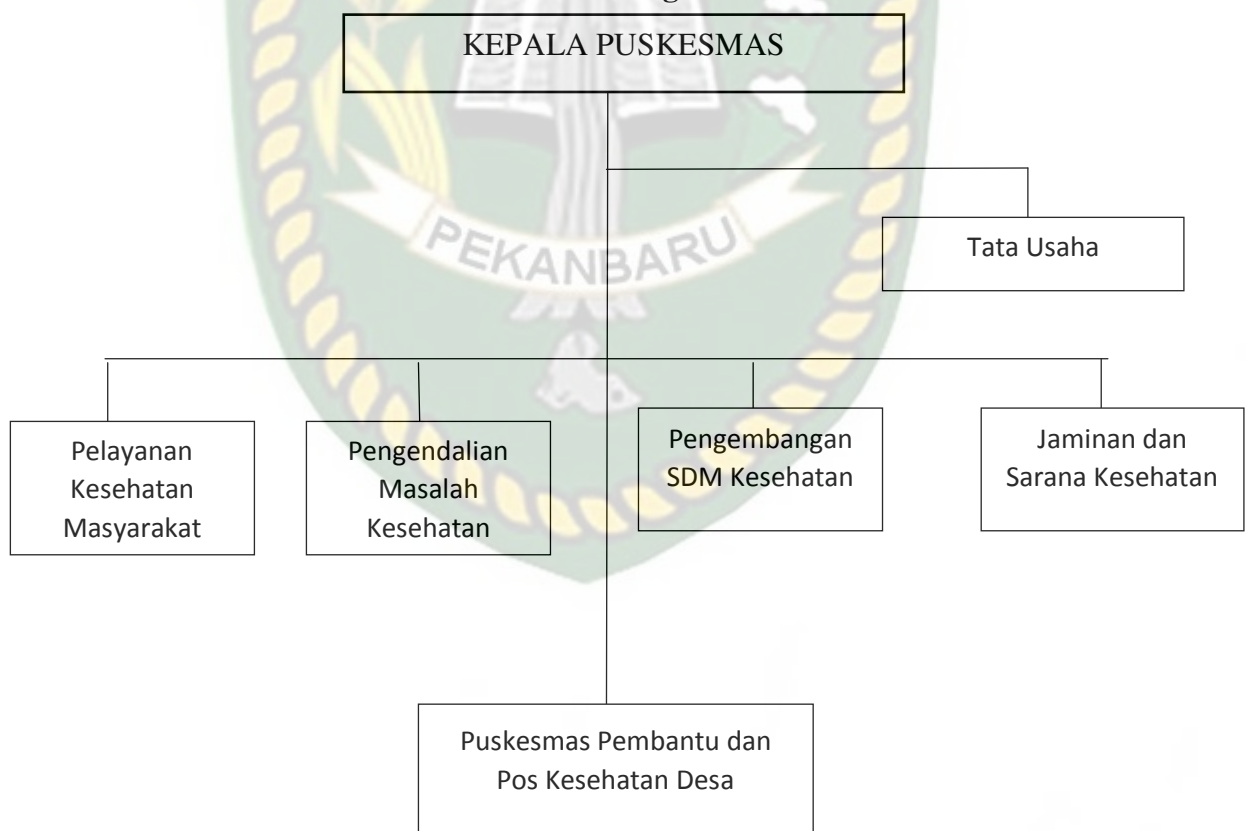 KEPALA PUSKESMAS
Tata Usaha
PEKANBARU
Pelayanan
Kesehatan
Masyarakat
Pengendalian
Masalah
Kesehatan
Pengembangan
SDM Kesehatan
Jaminan dan
Sarana Kesehatan
Puskesmas Pembantu dan
Pos Kesehatan Desa